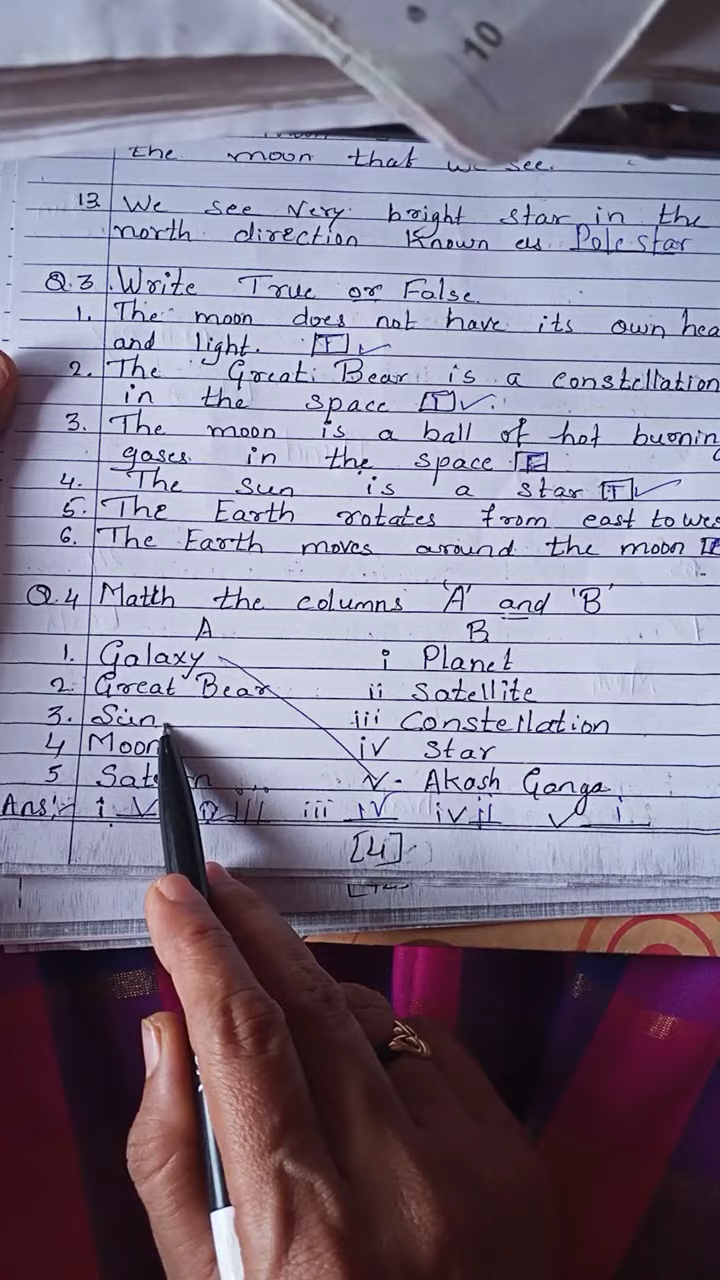 10
the moon that we see.
13 We see very bright star in the
north direction known as Pole star
Q.3 Write True or False.
1. The moon does not have its own hea
and light. [T] ✓
2. The Great Bear is a constellation
in the space [T] ✓.
3. The moon is a ball of hot burning
gases in the space [F]
4. The sun is a star [T] ✓
5. The Earth rotates from east to wes
6. The Earth moves around the moon
Q.4 Match the columns 'A' and 'B'
A B
1. Galaxy i Planet
2. Great Bear ii Satellite
3. Sun iii Constellation
4 Moon iv Star
5 v - Akash Ganga
Ans:- i V iii iii IV iv ii v i
[4]